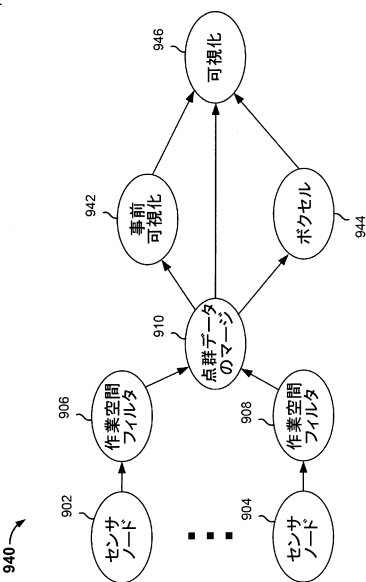 940
902
センサ
ノード
906
作業空間
フィルタ
904
センサ
ノード
908
作業空間
フィルタ
910
点群データ
のマージ
942
事前
可視化
944
ボクセル
946
可視化